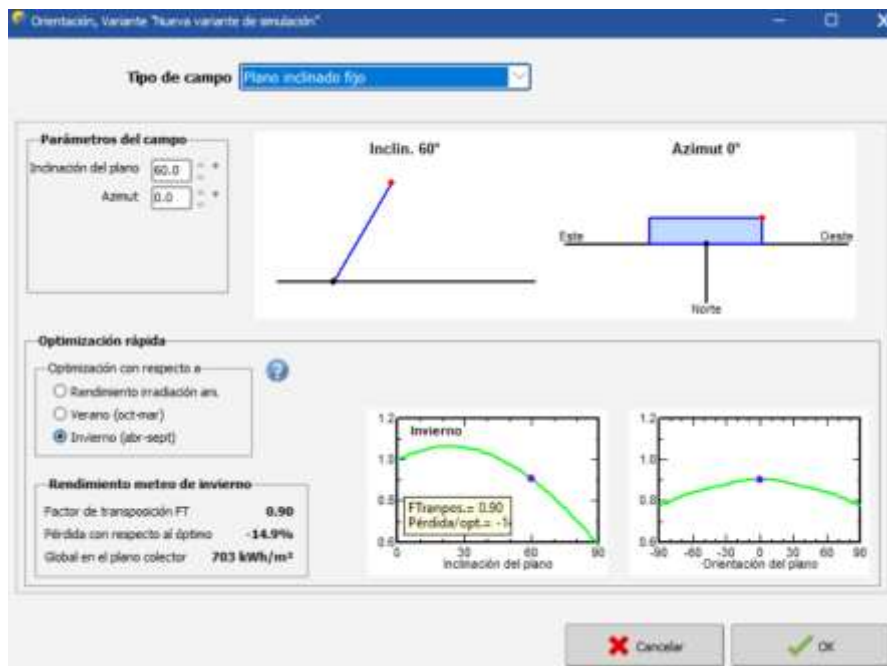 Orientación, Variante "Nueva variante de simulación"
Tipo de campo Plano inclinado fijo
Parámetros del campo
Inclinación del plano 60.0 °
Azimut 0.0 °
Inclin. 60°
Azimut 0°
Este
Oeste
Norte
Optimización rápida
Optimización con respecto a
Rendimiento irradiación anu.
Verano (oct-mar)
Invierno (abr-sept)
Rendimiento meteo de invierno
Factor de transposición FT 0.90
Pérdida con respecto al óptimo -14.9%
Global en el plano colector 703 kWh/m²
1.2
Invierno
1.0
0.8
FTranspos.= 0.90
Pérdida/opt.= -14
0.6
0 30 60 90
Inclinación del plano
1.2
1.0
0.8
0.6
-90 -60 -30 0 30 60 90
Orientación del plano
Cancelar
OK